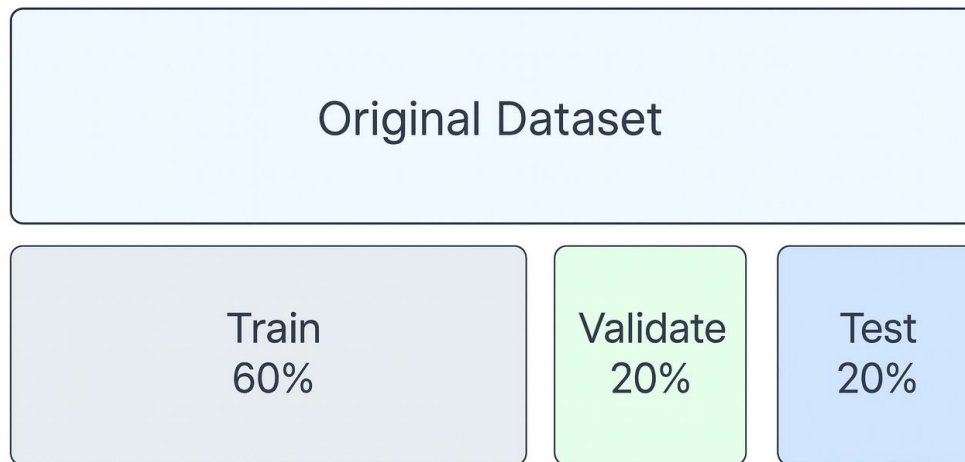 Original Dataset
Train
60%
Validate
20%
Test
20%